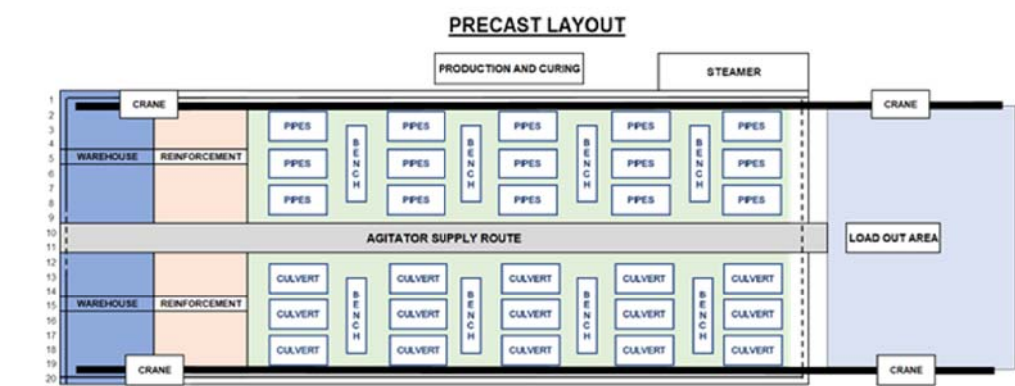 PRECAST LAYOUT
PRODUCTION AND CURING
STEAMER
1
CRANE
CRANE
2
PIPES
PIPES
PIPES
PIPES
PIPES
3
BENCH
BENCH
BENCH
BENCH
4
5
WAREHOUSE
REINFORCEMENT
PIPES
PIPES
PIPES
PIPES
PIPES
6
7
8
PIPES
PIPES
PIPES
PIPES
PIPES
9
10
AGITATOR SUPPLY ROUTE
LOAD OUT AREA
11
12
13
CULVERT
CULVERT
CULVERT
CULVERT
CULVERT
14
BENCH
BENCH
BENCH
BENCH
15
WAREHOUSE
REINFORCEMENT
16
CULVERT
CULVERT
CULVERT
CULVERT
CULVERT
17
18
CULVERT
CULVERT
CULVERT
CULVERT
CULVERT
19
CRANE
CRANE
20